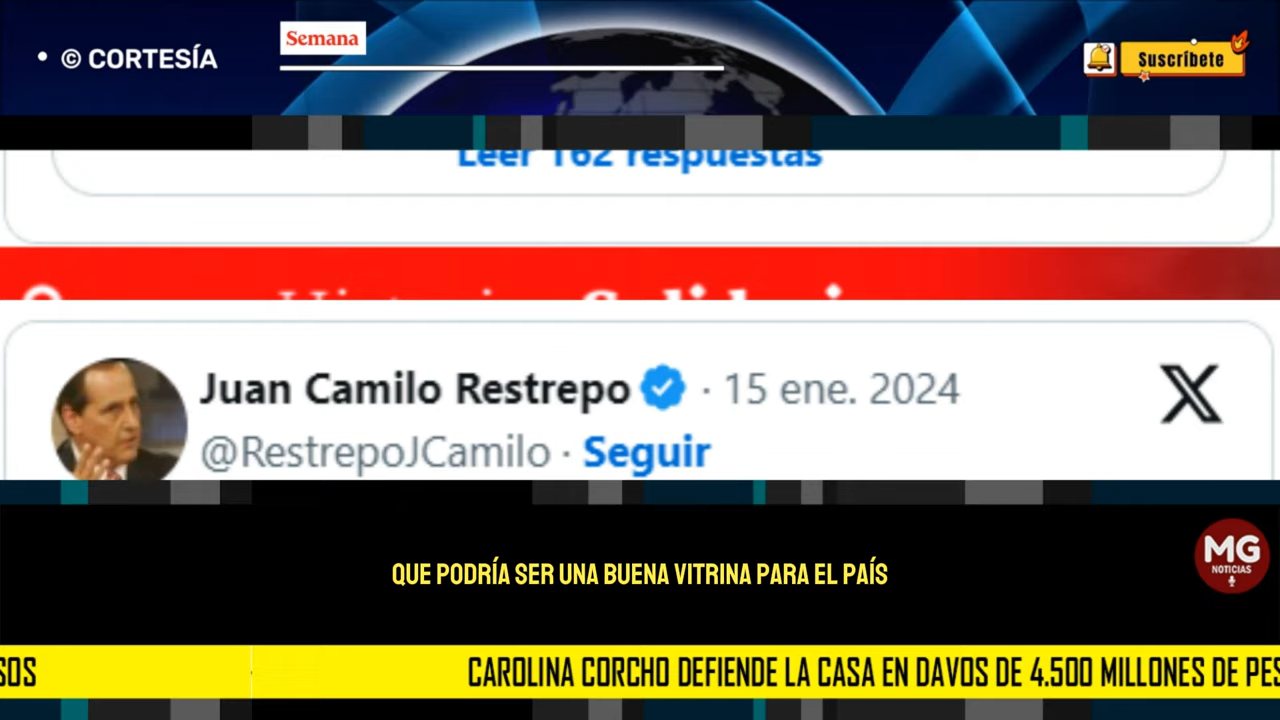 • © CORTESÍA
Semana
Suscríbete
Leer 162 respuestas
Juan Camilo Restrepo · 15 ene. 2024
@RestrepoJCamilo · Seguir
QUE PODRÍA SER UNA BUENA VITRINA PARA EL PAÍS
MG
NOTICIAS
SOS CAROLINA CORCHO DEFIENDE LA CASA EN DAVOS DE 4.500 MILLONES DE PES